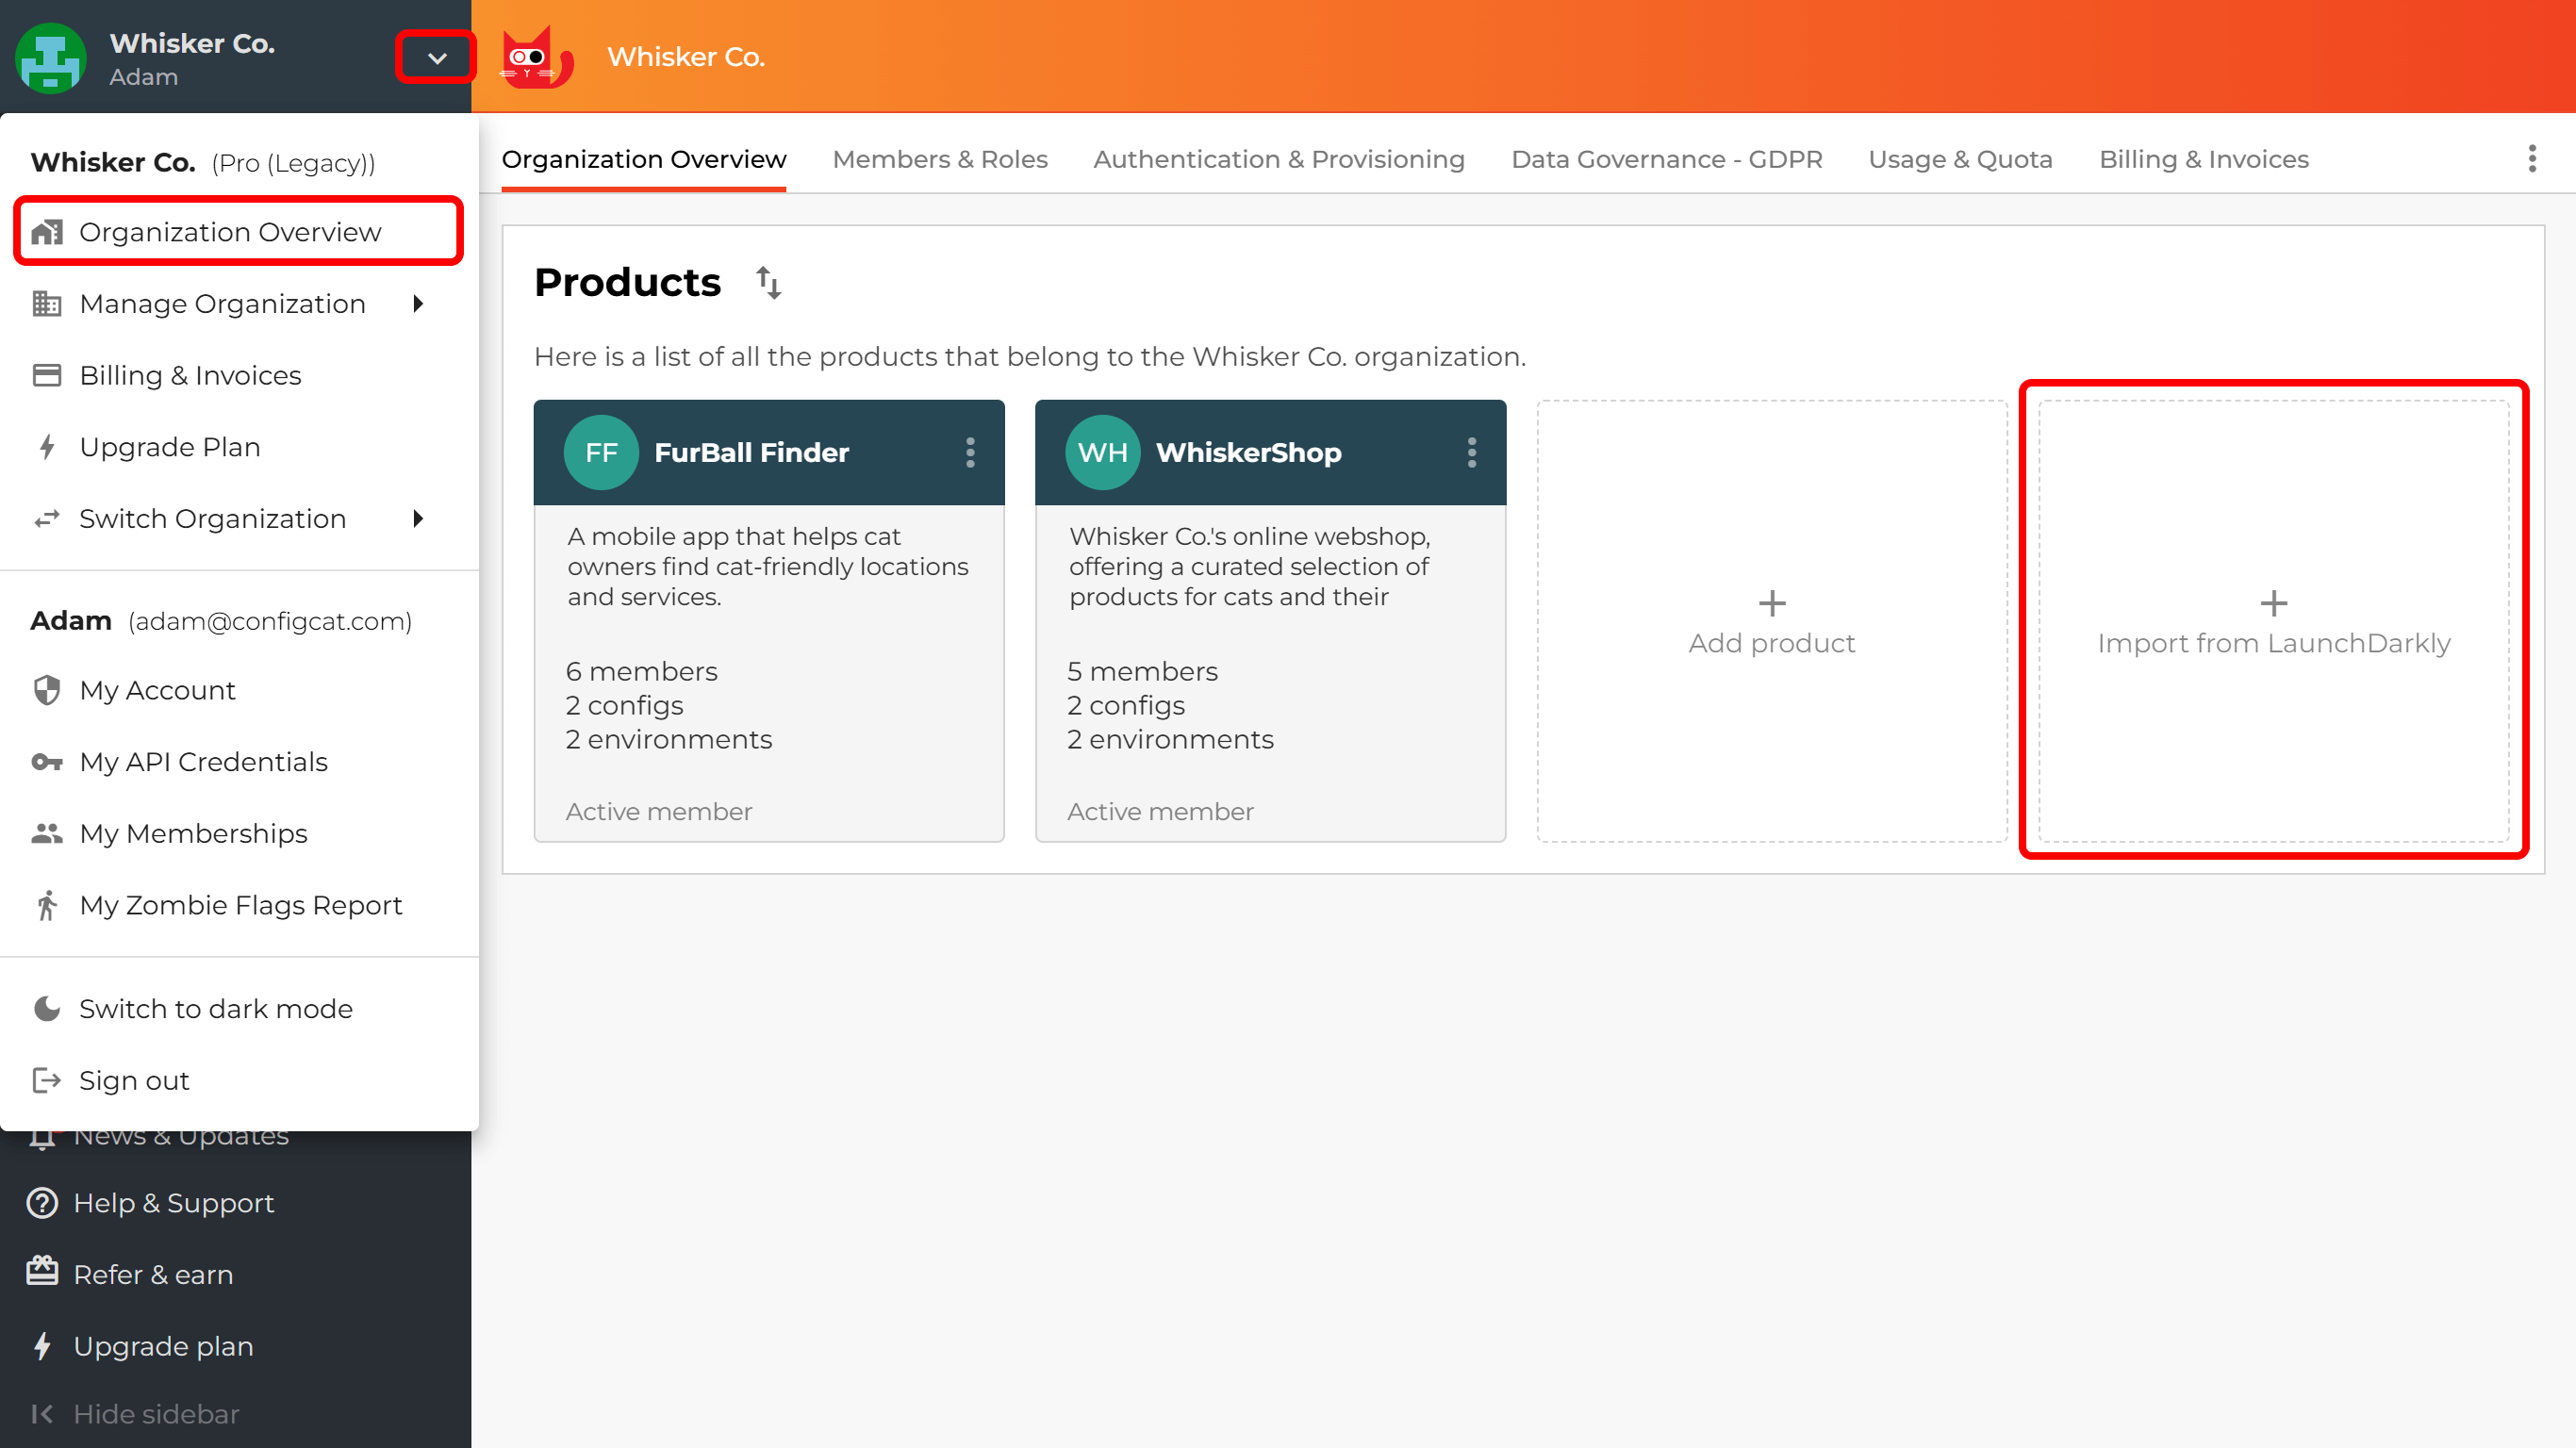 Whisker Co.
Adam
Whisker Co.
Whisker Co. (Pro (Legacy))
Organization Overview
Manage Organization
Billing & Invoices
Upgrade Plan
Switch Organization
Adam (adam@configcat.com)
My Account
My API Credentials
My Memberships
My Zombie Flags Report
Switch to dark mode
Sign out
News & Updates
Help & Support
Refer & earn
Upgrade plan
Hide sidebar
Organization Overview Members & Roles Authentication & Provisioning Data Governance - GDPR Usage & Quota Billing & Invoices
Products
Here is a list of all the products that belong to the Whisker Co. organization.
FF FurBall Finder
A mobile app that helps cat
owners find cat-friendly locations
and services.
6 members
2 configs
2 environments
Active member
WH WhiskerShop
Whisker Co.'s online webshop,
offering a curated selection of
products for cats and their
5 members
2 configs
2 environments
Active member
Add product
Import from LaunchDarkly